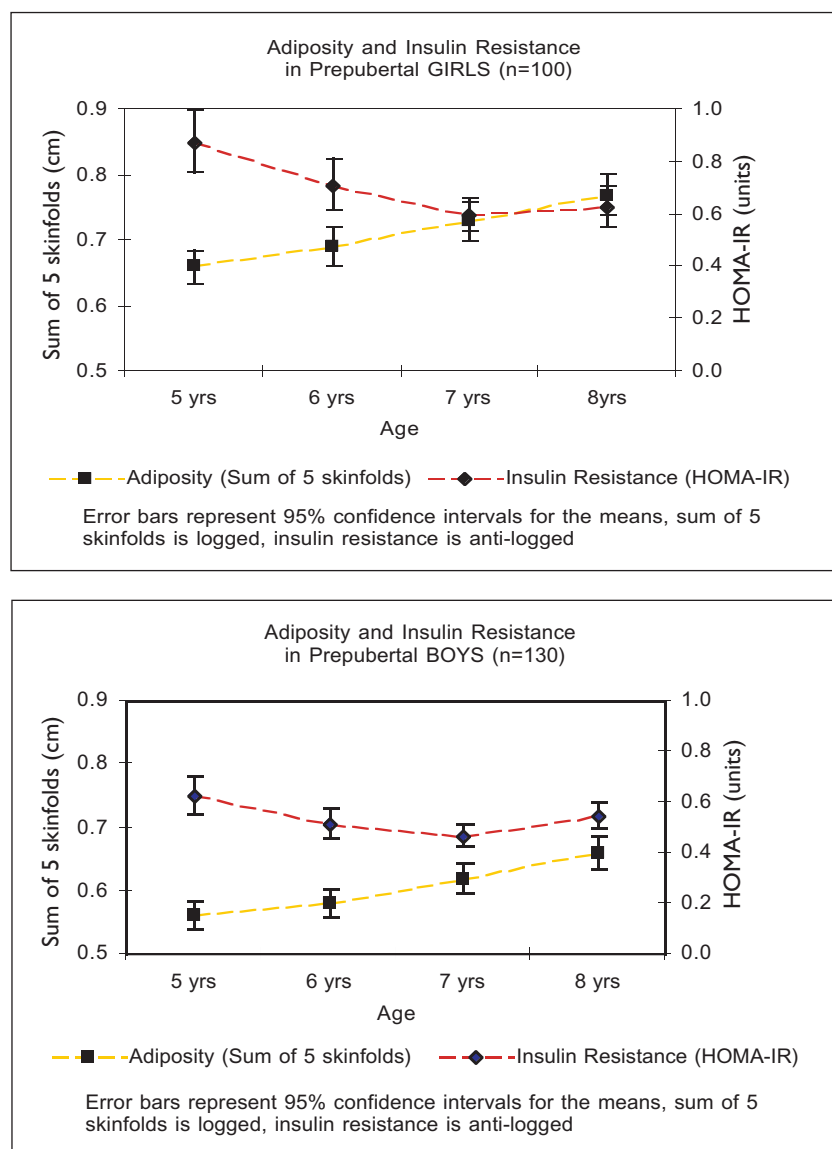 Adiposity and Insulin Resistance
in Prepubertal GIRLS (n=100)
0.9
0.8
0.7
0.6
0.5
Sum of 5 skinfolds (cm)
1.0
0.8
0.6
0.4
0.2
0.0
HOMA-IR (units)
5 yrs
6 yrs
7 yrs
8yrs
Age
Adiposity (Sum of 5 skinfolds)
Insulin Resistance (HOMA-IR)
Error bars represent 95% confidence intervals for the means, sum of 5
skinfolds is logged, insulin resistance is anti-logged
Adiposity and Insulin Resistance
in Prepubertal BOYS (n=130)
0.9
0.8
0.7
0.6
0.5
Sum of 5 skinfolds (cm)
1.0
0.8
0.6
0.4
0.2
0.0
HOMA-IR (units)
5 yrs
6 yrs
7 yrs
8 yrs
Age
Adiposity (Sum of 5 skinfolds)
Insulin Resistance (HOMA-IR)
Error bars represent 95% confidence intervals for the means, sum of 5
skinfolds is logged, insulin resistance is anti-logged